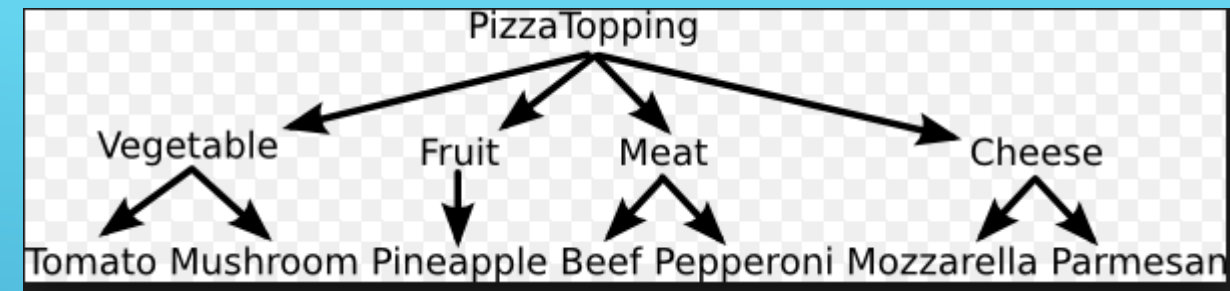 PizzaTopping
Vegetable Fruit Meat Cheese
Tomato Mushroom Pineapple Beef Pepperoni Mozzarella Parmesan